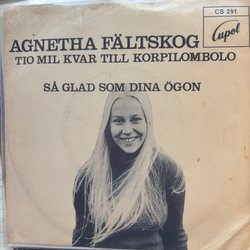 CS 291
Cupol
AGNETHA FÄLTSKOG
TIO MIL KVAR TILL KORPILOMBOLO
SÅ GLAD SOM DINA ÖGON